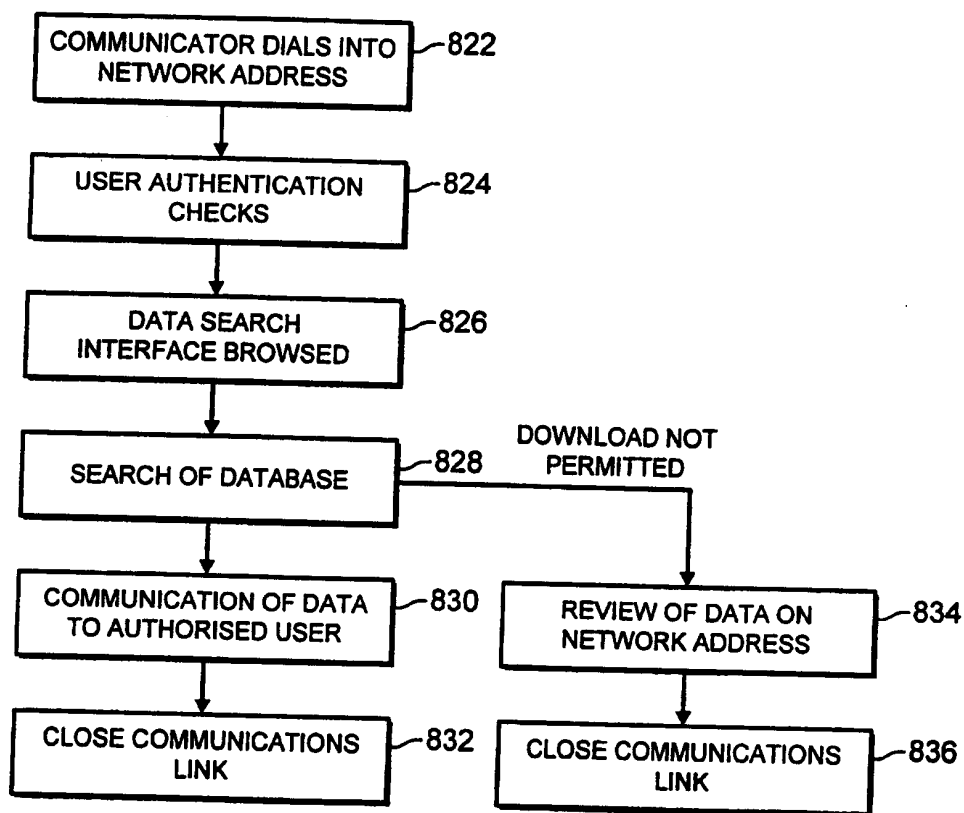 COMMUNICATOR DIALS INTO
NETWORK ADDRESS
822
USER AUTHENTICATION
CHECKS
824
DATA SEARCH
INTERFACE BROWSED
826
SEARCH OF DATABASE
828
DOWNLOAD NOT
PERMITTED
COMMUNICATION OF DATA
TO AUTHORISED USER
830
REVIEW OF DATA ON
NETWORK ADDRESS
834
CLOSE COMMUNICATIONS
LINK
832
CLOSE COMMUNICATIONS
LINK
836